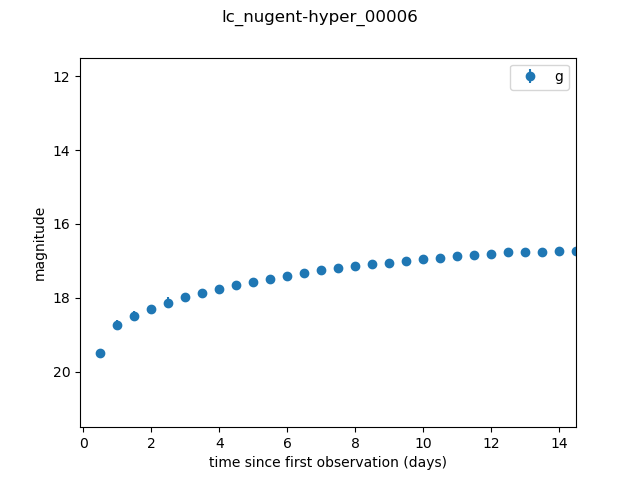 lc_nugent-hyper_00006
g
12
14
16
18
20
magnitude
0 2 4 6 8 10 12 14
time since first observation (days)